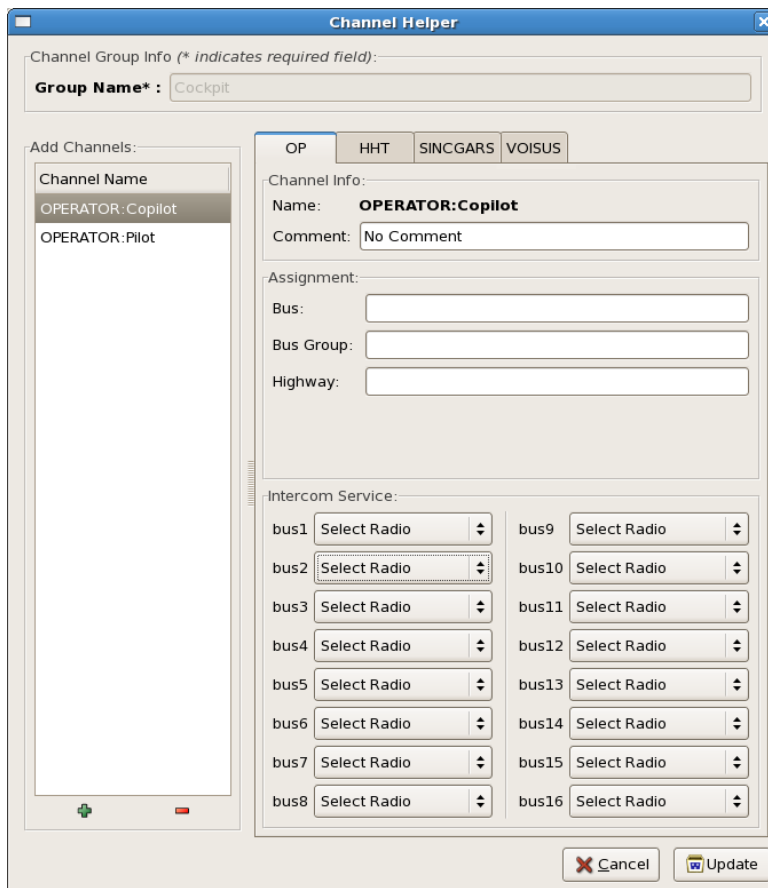 Channel Helper
Channel Group Info (* indicates required field):
Group Name* : Cockpit
Add Channels:
Channel Name
OPERATOR:Copilot
OPERATOR:Pilot
OP HHT SINCGARS VOISUS
Channel Info:
Name: OPERATOR:Copilot
Comment: No Comment
Assignment:
Bus:
Bus Group:
Highway:
Intercom Service:
bus1 Select Radio bus9 Select Radio
bus2 Select Radio bus10 Select Radio
bus3 Select Radio bus11 Select Radio
bus4 Select Radio bus12 Select Radio
bus5 Select Radio bus13 Select Radio
bus6 Select Radio bus14 Select Radio
bus7 Select Radio bus15 Select Radio
bus8 Select Radio bus16 Select Radio
Cancel Update